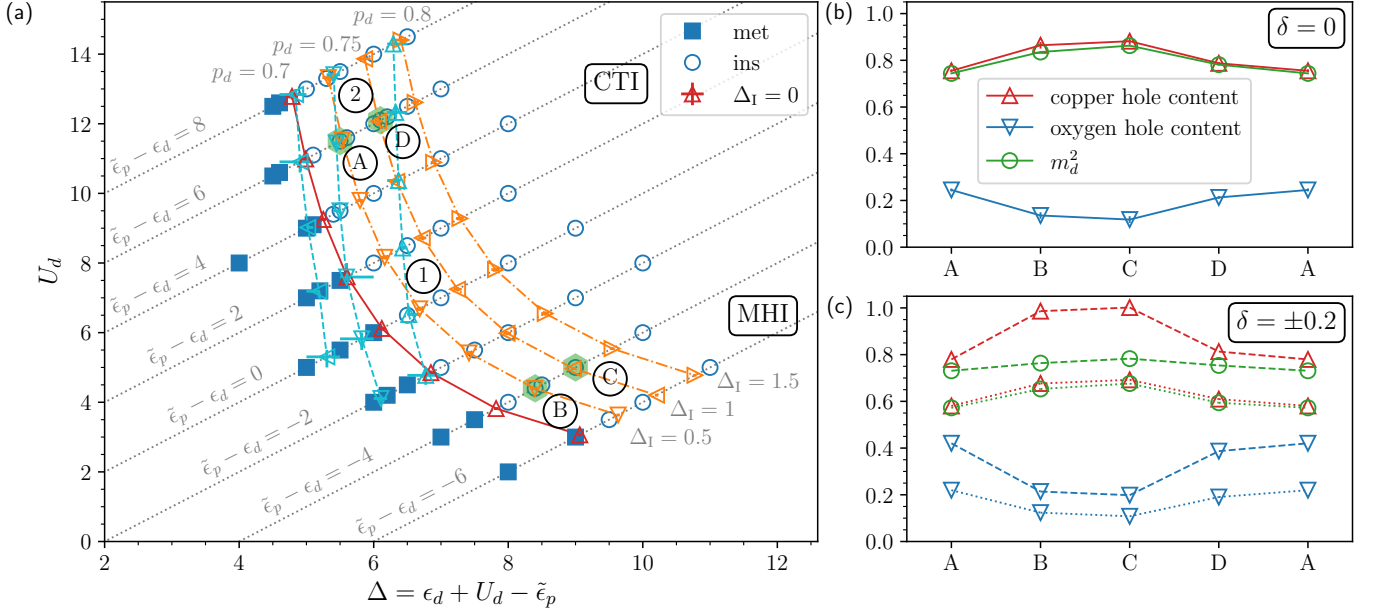 (a)
14
12
10
8
6
4
2
0
U_d
2
4
6
8
10
12
Δ = ϵ_d + U_d − ϵ̃_p
p_d = 0.8
p_d = 0.75
p_d = 0.7
met
ins
Δ_I = 0
CTI
MHI
2
D
A
1
C
B
ϵ̃_p − ϵ_d = 8
ϵ̃_p − ϵ_d = 6
ϵ̃_p − ϵ_d = 4
ϵ̃_p − ϵ_d = 2
ϵ̃_p − ϵ_d = 0
ϵ̃_p − ϵ_d = −2
ϵ̃_p − ϵ_d = −4
ϵ̃_p − ϵ_d = −6
Δ_I = 1.5
Δ_I = 1
Δ_I = 0.5
(b)
1.0
0.8
0.6
0.4
0.2
0.0
δ = 0
copper hole content
oxygen hole content
m_d^2
A B C D A
(c)
1.0
0.8
0.6
0.4
0.2
0.0
δ = ±0.2
A B C D A